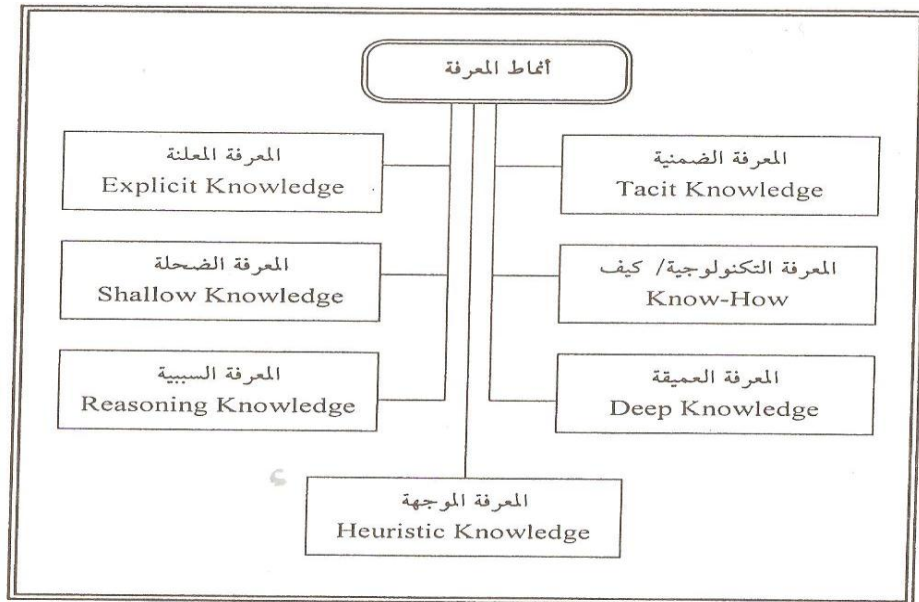 أنماط المعرفة
المعرفة الضمنية
Tacit Knowledge
المعرفة المعلنة
Explicit Knowledge
المعرفة التكنولوجية/ كيف
Know-How
المعرفة الضحلة
Shallow Knowledge
المعرفة العميقة
Deep Knowledge
المعرفة السببية
Reasoning Knowledge
المعرفة الموجهة
Heuristic Knowledge